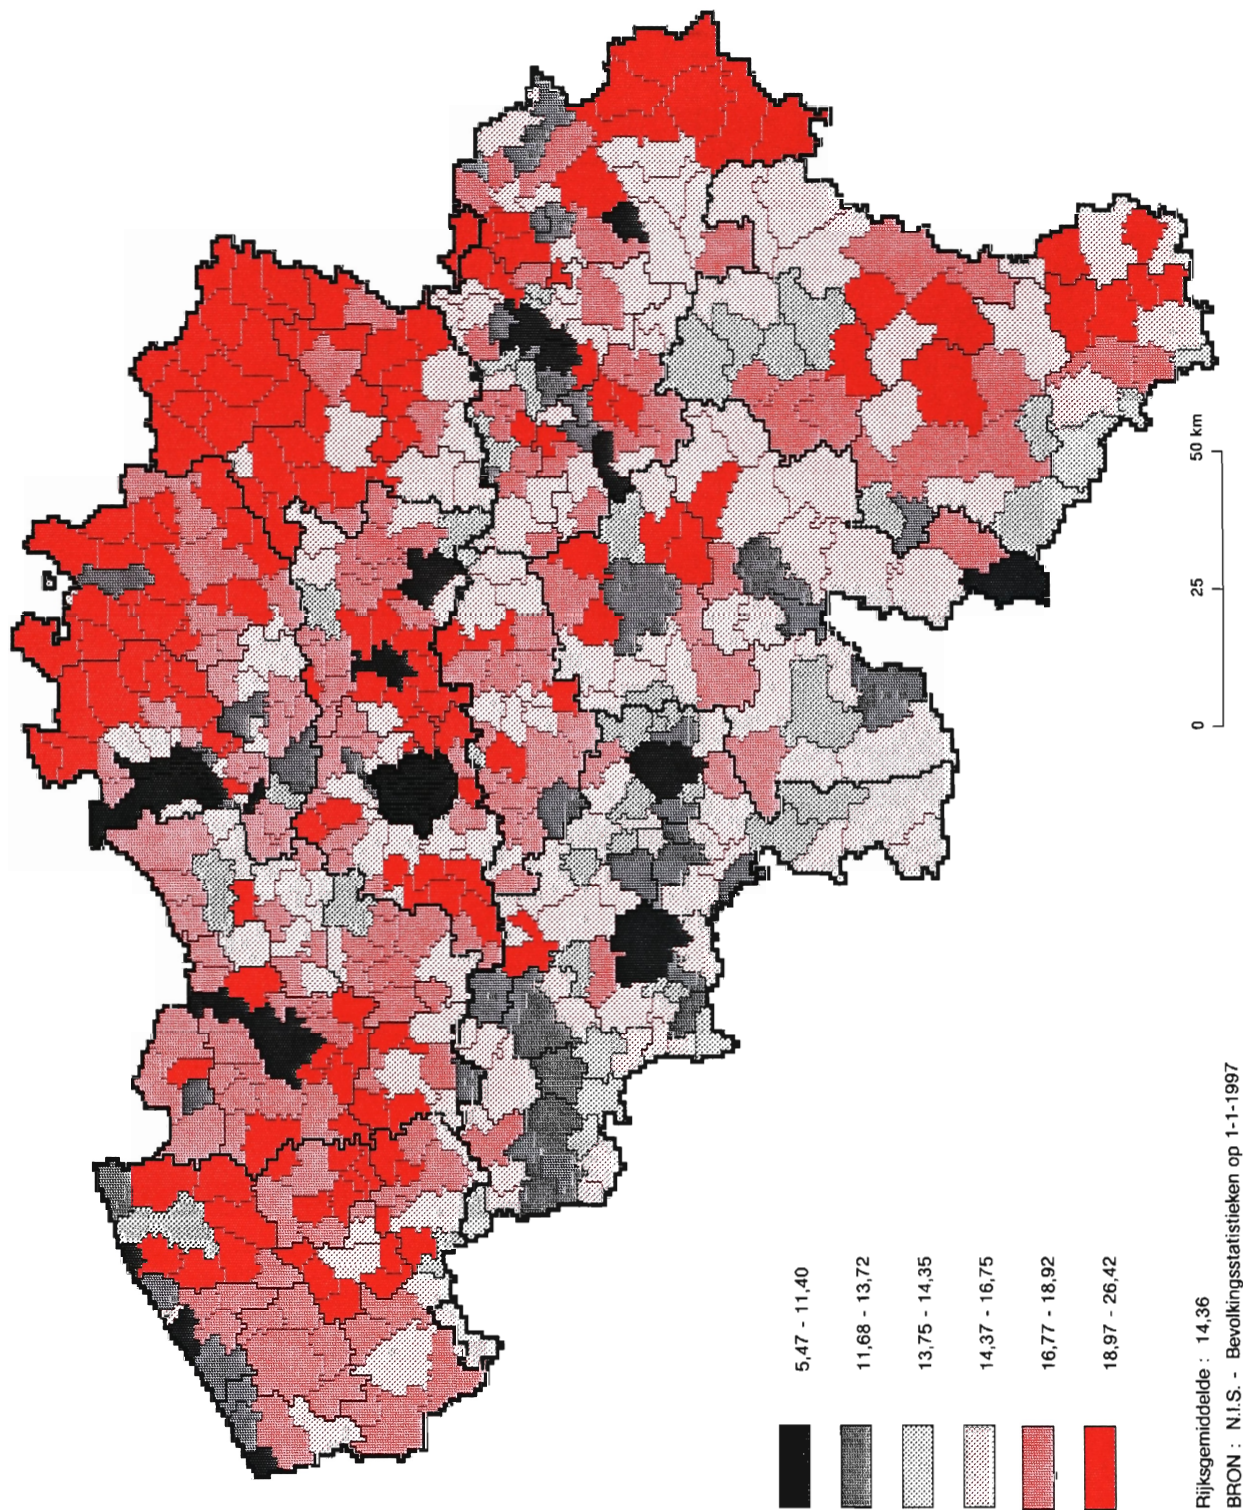 0
25
50 km
5,47 - 11,40
11,68 - 13,72
13,75 - 14,35
14,37 - 16,75
16,77 - 18,92
18,97 - 26,42
Rijksgemiddelde : 14,36
BRON : N.I.S. - Bevolkingsstatistieken op 1-1-1997